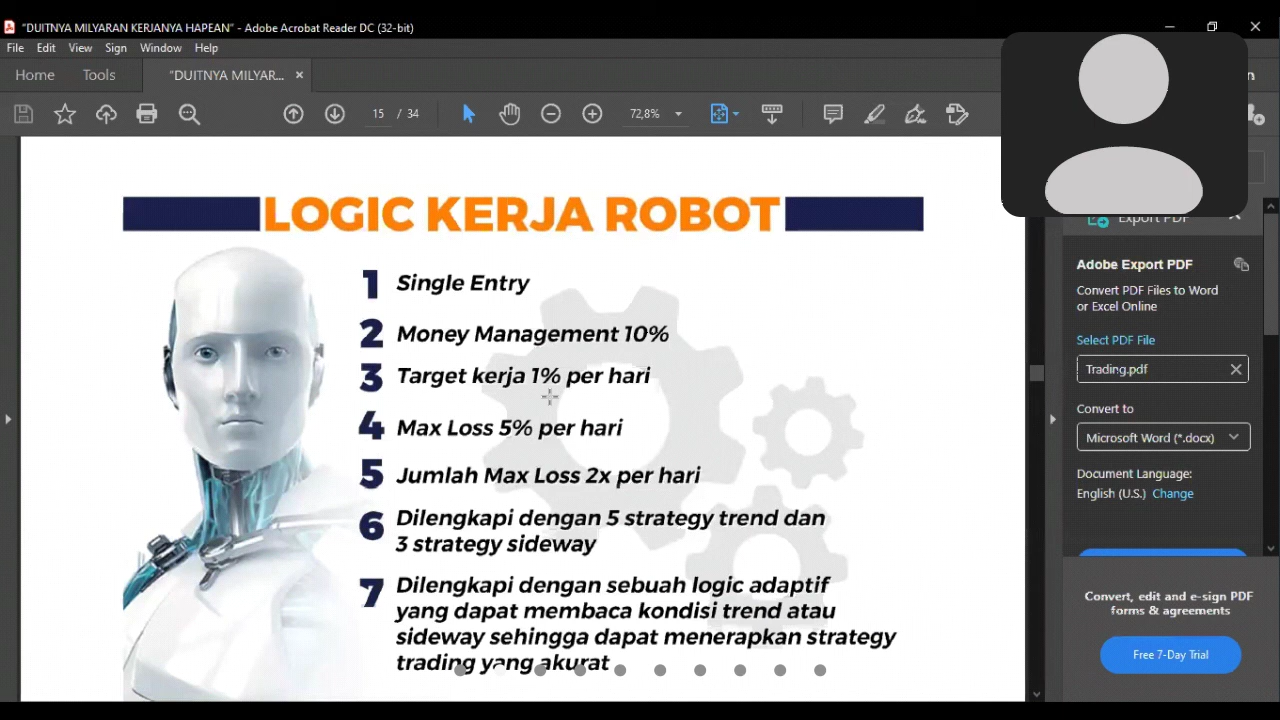 "DUITNYA MILYARAN KERJANYA HAPEAN" - Adobe Acrobat Reader DC (32-bit)
File Edit View Sign Window Help
Home Tools "DUITNYA MILYAR...
15 / 34 72,8%
LOGIC KERJA ROBOT
1 Single Entry
2 Money Management 10%
3 Target kerja 1% per hari
4 Max Loss 5% per hari
5 Jumlah Max Loss 2x per hari
6 Dilengkapi dengan 5 strategy trend dan
3 strategy sideway
7 Dilengkapi dengan sebuah logic adaptif
yang dapat membaca kondisi trend atau
sideway sehingga dapat menerapkan strategy
trading yang akurat
Export PDF
Adobe Export PDF
Convert PDF Files to Word
or Excel Online
Select PDF File
Trading.pdf
Convert to
Microsoft Word (*.docx)
Document Language:
English (U.S.) Change
Convert, edit and e-sign PDF
forms & agreements
Free 7-Day Trial